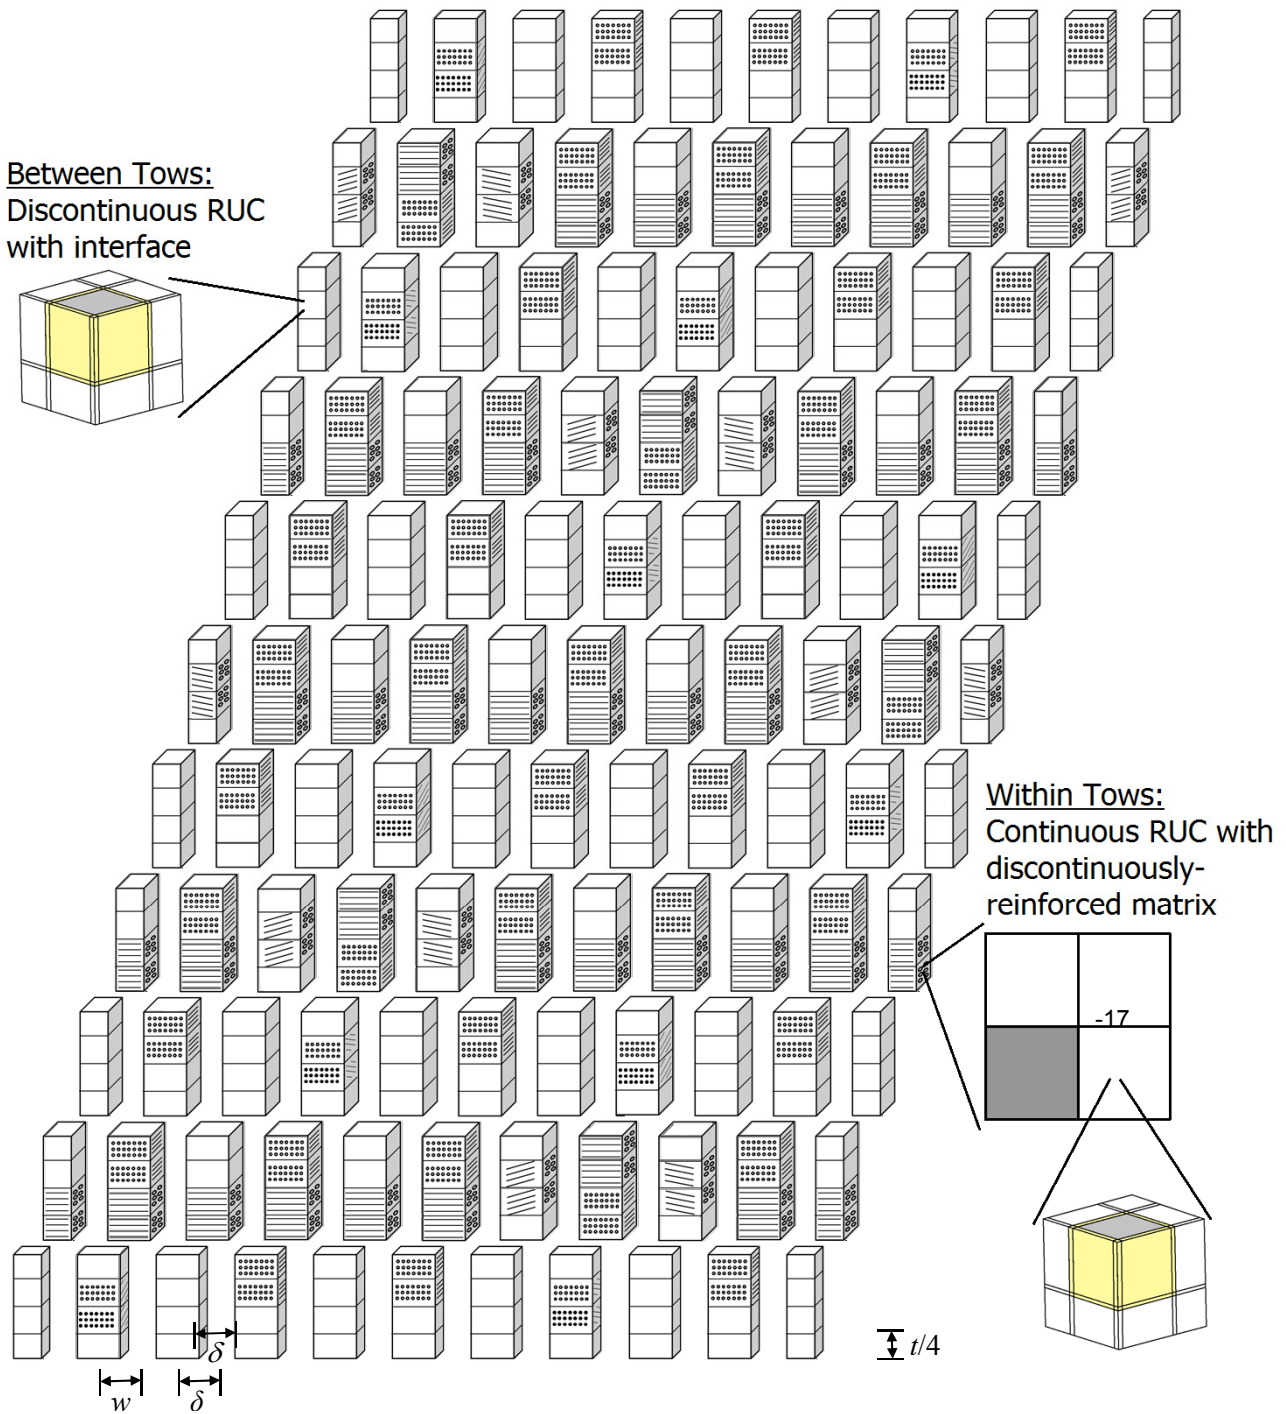 Between Tows:
Discontinuous RUC
with interface
Within Tows:
Continuous RUC with
discontinuously-
reinforced matrix
-17
δ
t/4
w
δ